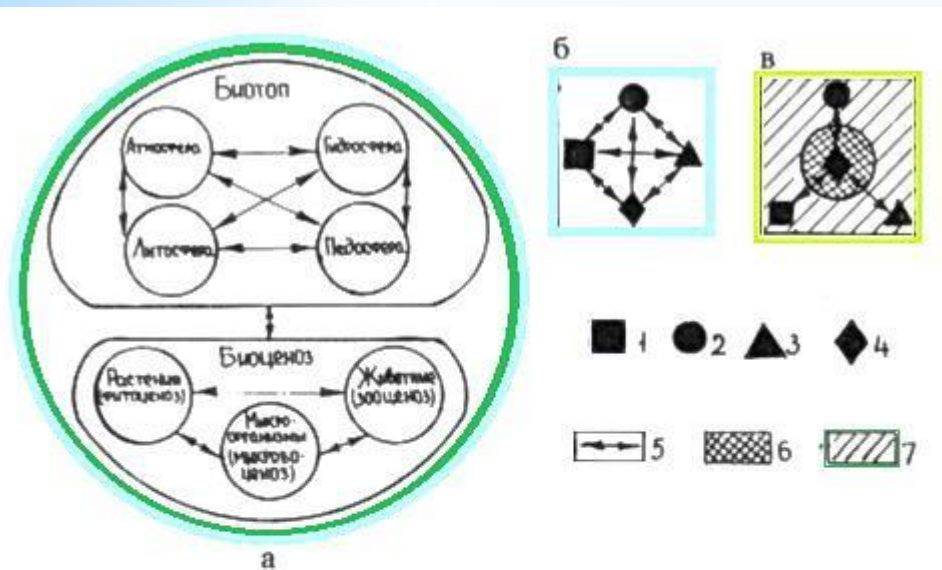 б
в
Биотоп
Атмосфера
Гидросфера
Литосфера
Педосфера
1
2
3
4
Биоценоз
Растения
(фитоценоз)
Животные
(зооценоз)
Микро-
организмы
(микробо-
ценоз)
5
6
7
а